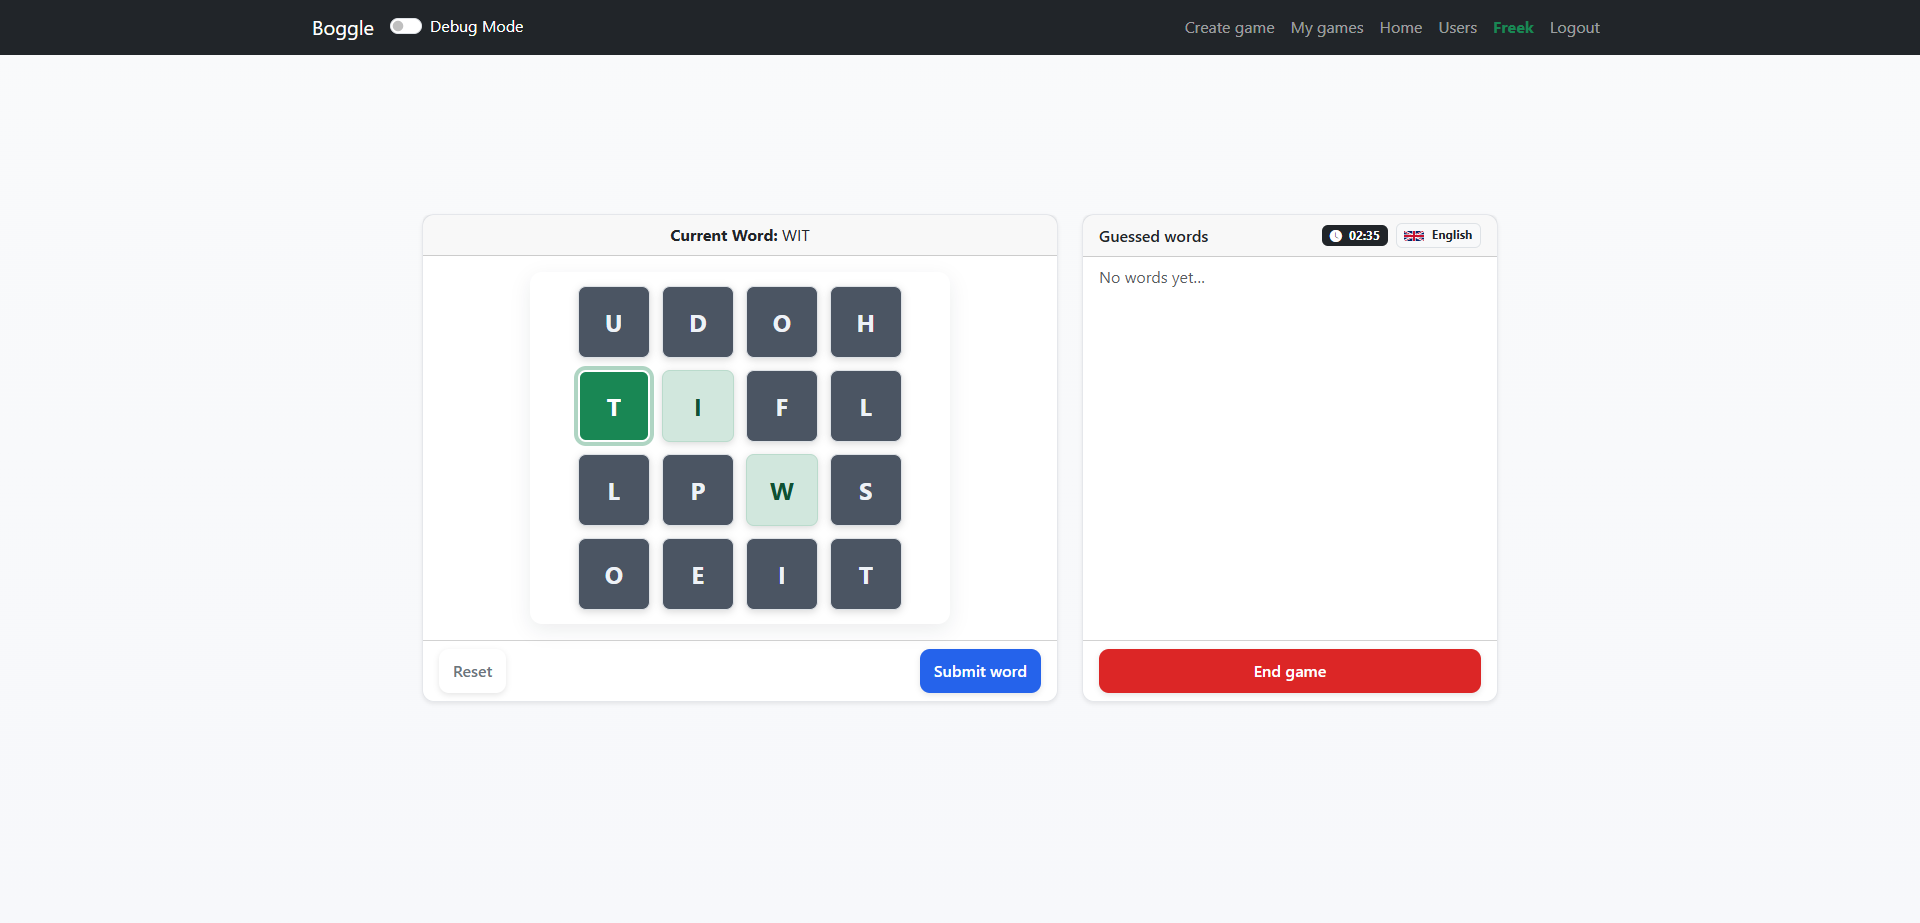 Boggle Debug Mode Create game My games Home Users Freek Logout
Current Word: WIT
U D O H
T I F L
L P W S
O E I T
Reset Submit word
Guessed words 02:35 English
No words yet...
End game